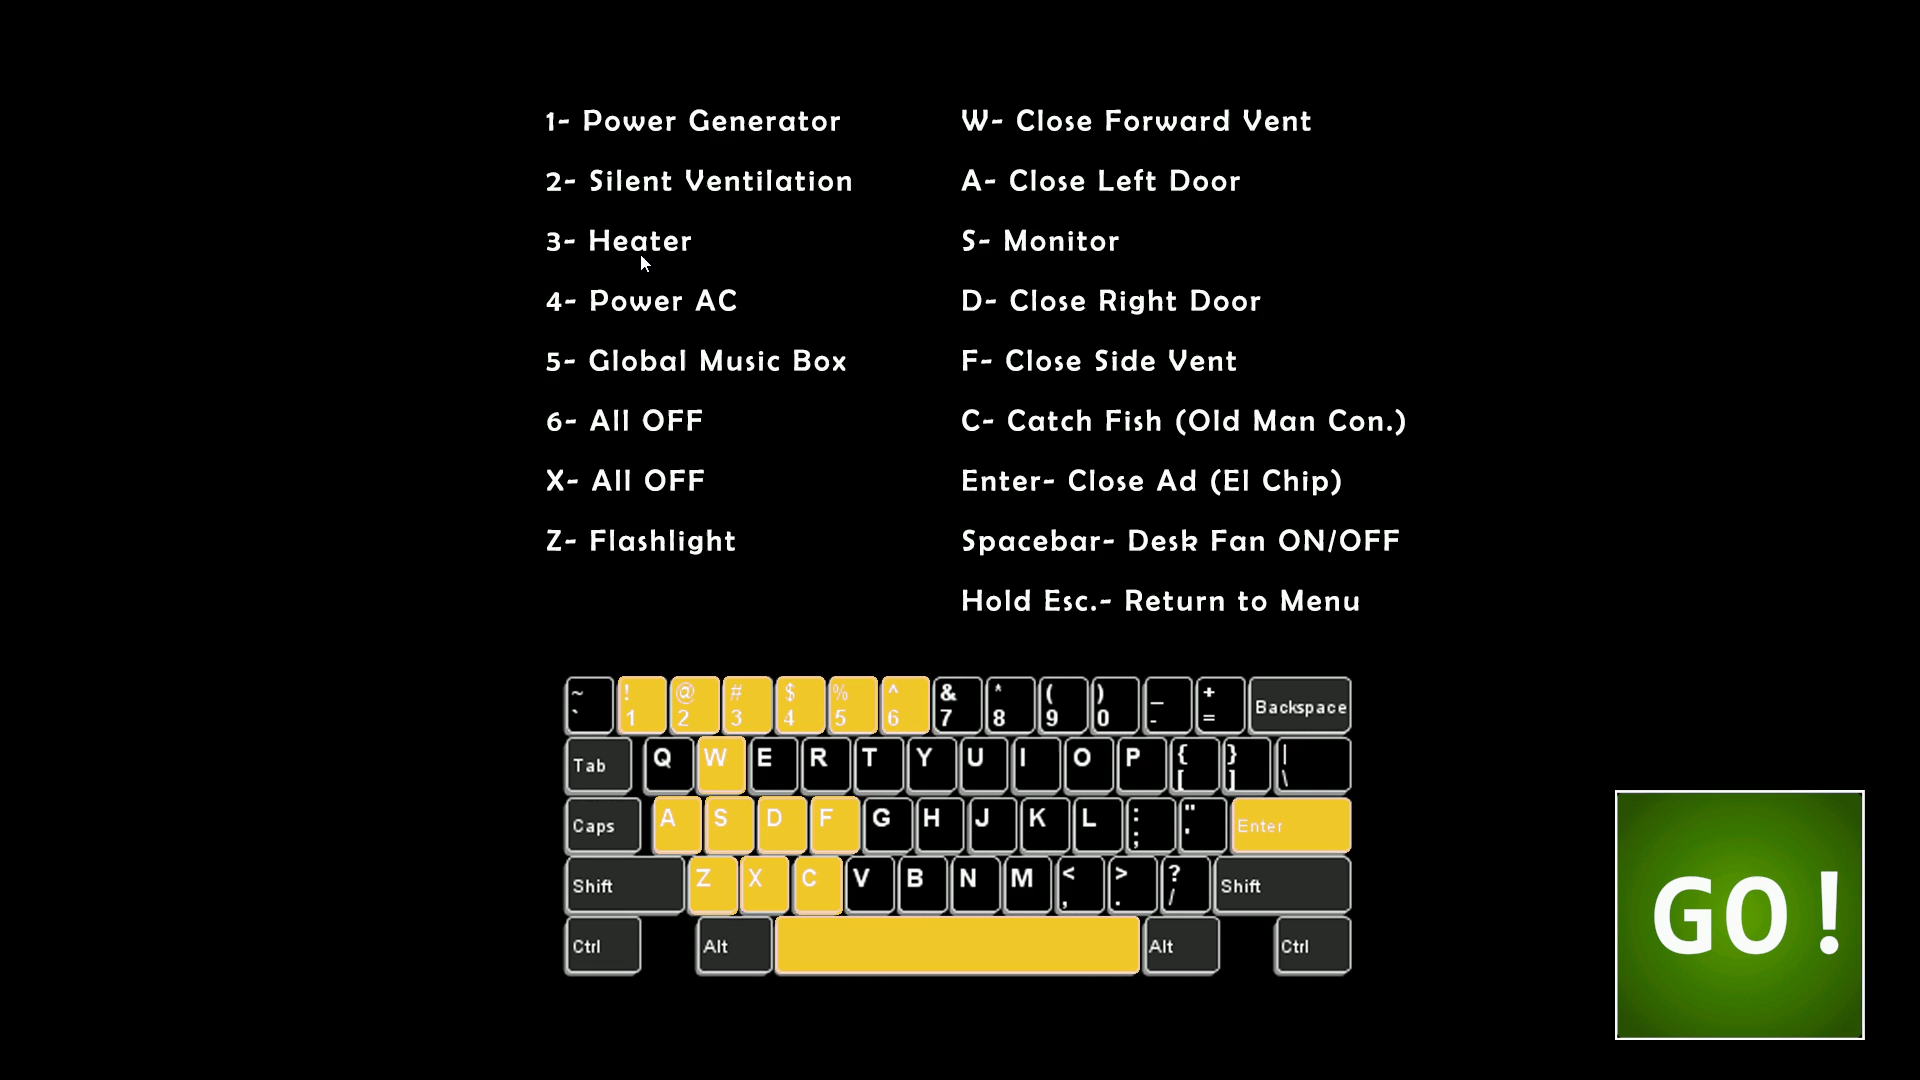 1- Power Generator
2- Silent Ventilation
3- Heater
4- Power AC
5- Global Music Box
6- All OFF
X- All OFF
Z- Flashlight
W- Close Forward Vent
A- Close Left Door
S- Monitor
D- Close Right Door
F- Close Side Vent
C- Catch Fish (Old Man Con.)
Enter- Close Ad (El Chip)
Spacebar- Desk Fan ON/OFF
Hold Esc.- Return to Menu
~ ! @ # $ % ^ & * ( ) _ +
` 1 2 3 4 5 6 7 8 9 0 - = Backspace
Tab Q W E R T Y U I O P { [ } ] | \
Caps A S D F G H J K L : ; " ' Enter
Shift Z X C V B N M < , > . ? / Shift
Ctrl Alt Alt Ctrl
GO!